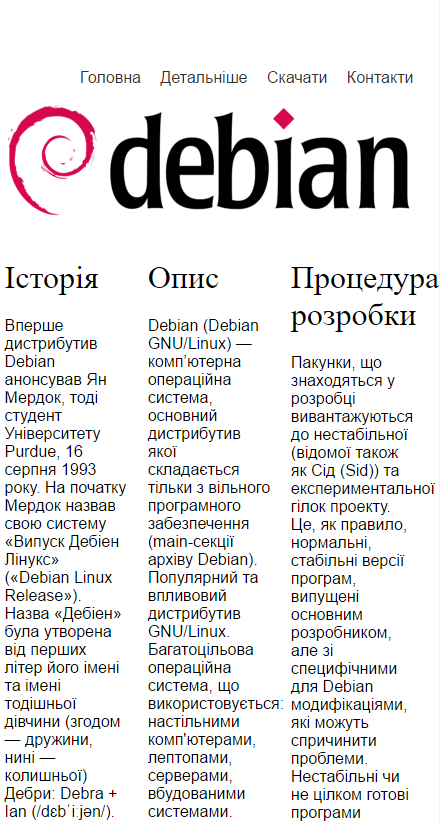 Головна Детальніше Скачати Контакти
debian
Історія
Вперше
дистрибутив
Debian
анонсував Ян
Мердок, тоді
студент
Університету
Purdue, 16
серпня 1993
року. На початку
Мердок назвав
свою систему
«Випуск Дебіен
Лінукс»
(«Debian Linux
Release»).
Назва «Дебіен»
була утворена
від перших
літер його імені
та імені
тодішньої
дівчини (згодом
— дружини,
нині —
колишньої)
Дебри: Debra +
Ian (/dɛbˈiːjən/).
Опис
Debian (Debian
GNU/Linux) —
комп’ютерна
операційна
система,
основний
дистрибутив
якої
складається
тільки з вільного
програмного
забезпечення
(main-секції
архіву Debian).
Популярний та
впливовий
дистрибутив
GNU/Linux.
Багатоцільова
операційна
система, що
використовується:
настільними
комп'ютерами,
лептопами,
серверами,
вбудованими
системами.
Процедура
розробки
Пакунки, що
знаходяться у
розробці
вивантажуються
до нестабільної
(відомої також
як Сід (Sid)) та
експериментальної
гілок проекту.
Це, як правило,
нормальні,
стабільні версії
програм,
випущені
основним
розробником,
але зі
специфічними
для Debian
модифікаціями,
які можуть
спричинити
проблеми.
Нестабільні чи
не цілком готові
програми